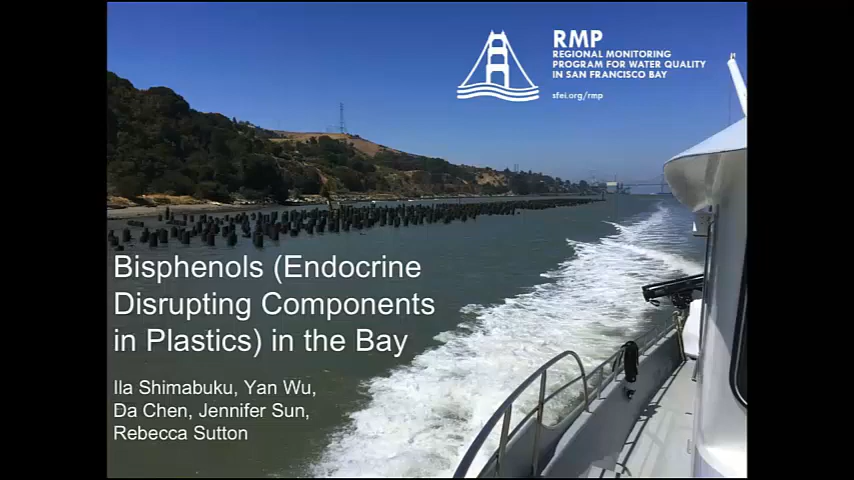 RMP
REGIONAL MONITORING
PROGRAM FOR WATER QUALITY
IN SAN FRANCISCO BAY
sfei.org/rmp
Bisphenols (Endocrine
Disrupting Components
in Plastics) in the Bay
Ila Shimabuku, Yan Wu,
Da Chen, Jennifer Sun,
Rebecca Sutton